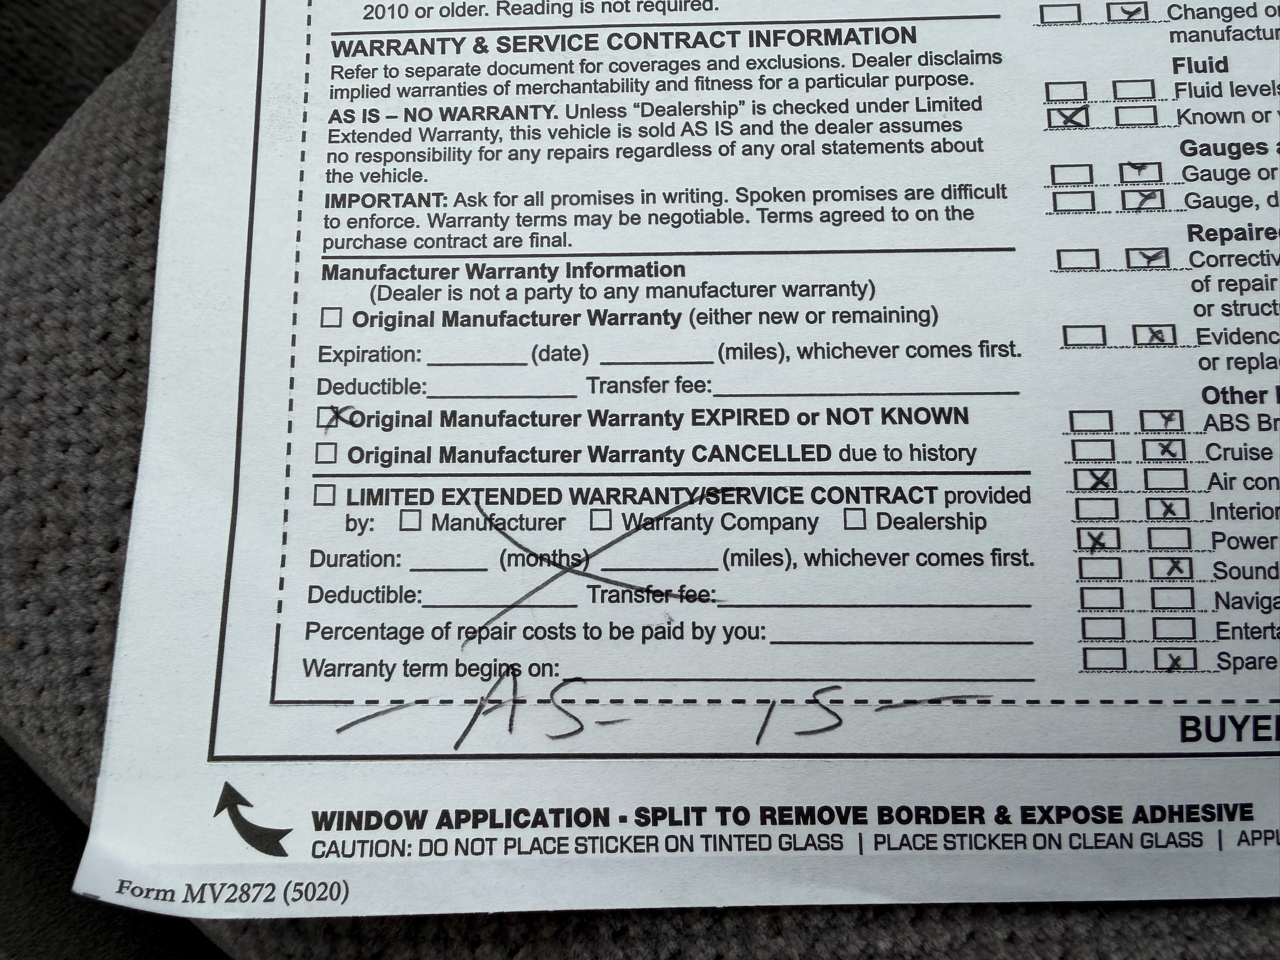 2010 or older. Reading is not required.
WARRANTY & SERVICE CONTRACT INFORMATION
Refer to separate document for coverages and exclusions. Dealer disclaims
implied warranties of merchantability and fitness for a particular purpose.
AS IS – NO WARRANTY. Unless “Dealership” is checked under Limited
Extended Warranty, this vehicle is sold AS IS and the dealer assumes
no responsibility for any repairs regardless of any oral statements about
the vehicle.
IMPORTANT: Ask for all promises in writing. Spoken promises are difficult
to enforce. Warranty terms may be negotiable. Terms agreed to on the
purchase contract are final.
Manufacturer Warranty Information
(Dealer is not a party to any manufacturer warranty)
Original Manufacturer Warranty (either new or remaining)
Expiration: (date) (miles), whichever comes first.
Deductible: Transfer fee:
X Original Manufacturer Warranty EXPIRED or NOT KNOWN
Original Manufacturer Warranty CANCELLED due to history
LIMITED EXTENDED WARRANTY/SERVICE CONTRACT provided
by: Manufacturer Warranty Company Dealership
Duration: (months) (miles), whichever comes first.
Deductible: Transfer fee:
Percentage of repair costs to be paid by you:
Warranty term begins on:
— AS - IS —
Changed or
manufactur
Fluid
Fluid levels
X Known or
Gauges
Gauge or
Gauge, d
Repaire
Correctiv
of repair
or struct
X Evidenc
or repla
Other
ABS Br
X Cruise
X Air con
X Interior
X Power
X Sound
Naviga
Enterta
X Spare
BUYE
WINDOW APPLICATION - SPLIT TO REMOVE BORDER & EXPOSE ADHESIVE
CAUTION: DO NOT PLACE STICKER ON TINTED GLASS | PLACE STICKER ON CLEAN GLASS | APPL
Form MV2872 (5020)